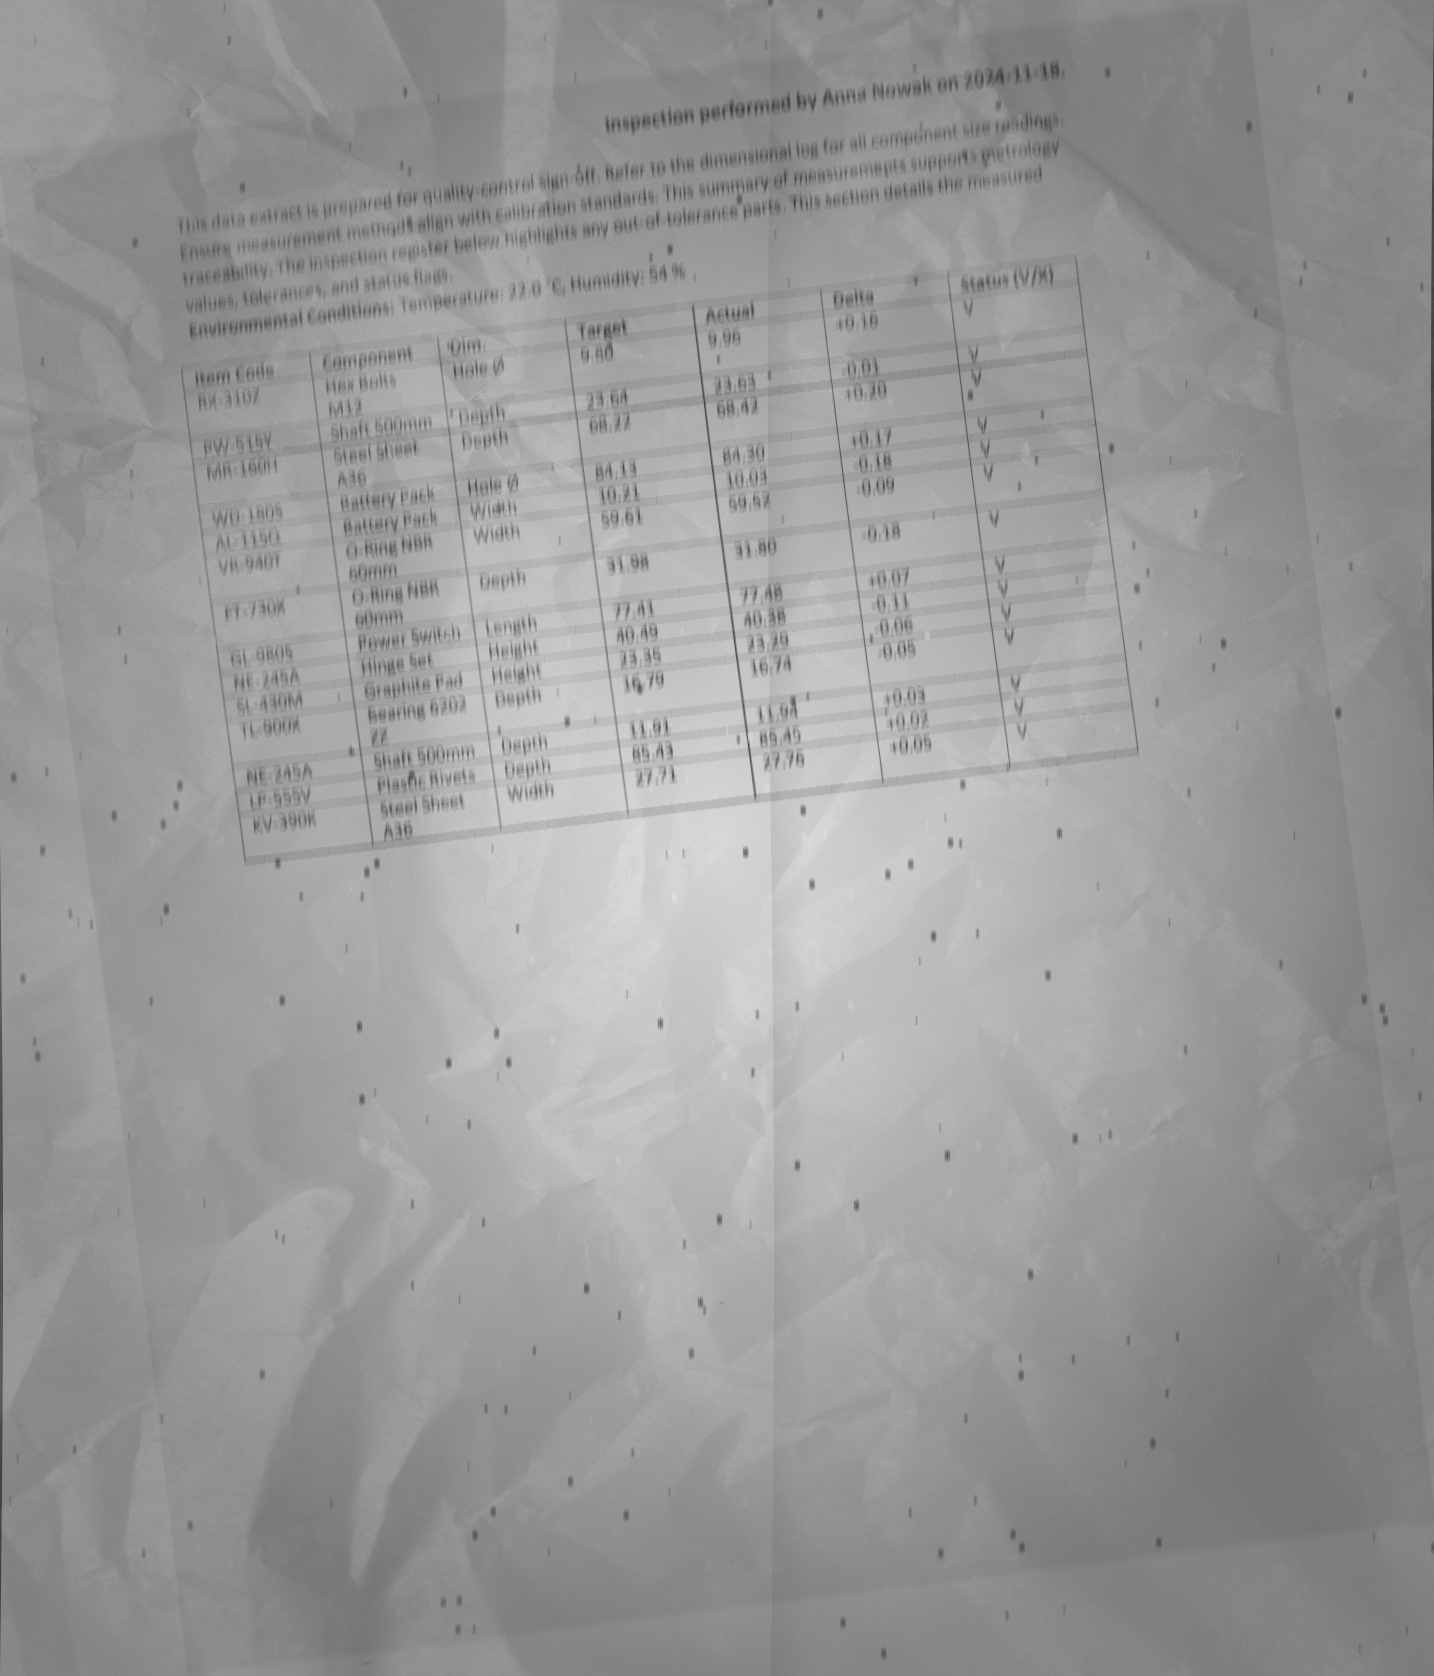 Inspection performed by Anna Nowak on 2024-11-18.
This data extract is prepared for quality-control sign-off. Refer to the dimensional log for all component size readings.
Ensure measurement methods align with calibration standards. This summary of measurements supports metrology
traceability. The inspection register below highlights any out-of-tolerance parts. This section details the measured
values, tolerances, and status flags.
Environmental Conditions: Temperature: 22.0 °C, Humidity: 54 % .
Item Code Component Dim. Target Actual Delta Status (V/X)
RX-310Z Hex Bolts Hole Ø 9.80 9.96 +0.16 V
M12
PW-515V Shaft 500mm Depth 23.64 23.63 -0.01 V
MR-160H Steel Sheet Depth 68.22 68.42 +0.20 V
A36
WU-180S Battery Pack Hole Ø 84.13 84.30 +0.17 V
AL-115Q Battery Pack Width 10.21 10.03 -0.18 V
VR-940T O-Ring NBR Width 59.61 59.52 -0.09 V
60mm
FT-730X O-Ring NBR Depth 31.98 31.80 -0.18 V
60mm
GL-980S Power Switch Length 77.41 77.48 +0.07 V
NE-245A Hinge Set Height 40.49 40.38 -0.11 V
SL-430M Graphite Pad Height 23.35 23.29 -0.06 V
TL-900X Bearing 6202 Depth 16.79 16.74 -0.05 V
ZZ
NE-245A Shaft 500mm Depth 11.91 11.94 +0.03 V
LP-555V Plastic Rivets Depth 85.43 85.45 +0.02 V
KV-390K Steel Sheet Width 27.71 27.76 +0.05 V
A36